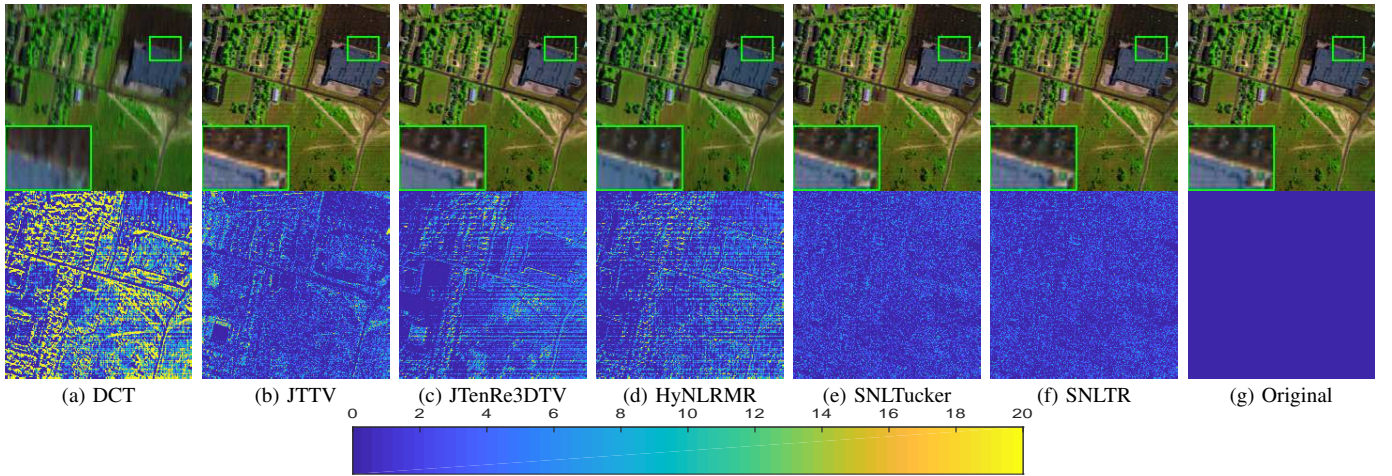 (a) DCT (b) JTTV (c) JTenRe3DTV (d) HyNLRMR (e) SNLTucker (f) SNLTR (g) Original
0 2 4 6 8 10 12 14 16 18 20